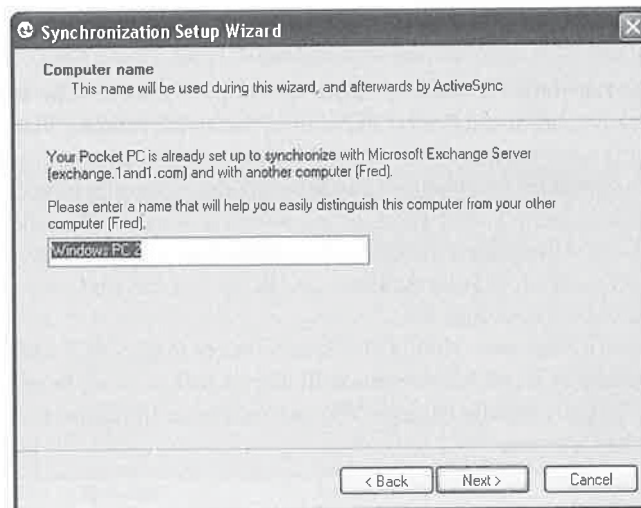 Synchronization Setup Wizard
Computer name
This name will be used during this wizard, and afterwards by ActiveSync
Your Pocket PC is already set up to synchronize with Microsoft Exchange Server
(exchange.1and1.com) and with another computer (Fred).
Please enter a name that will help you easily distinguish this computer from your other
computer (Fred).
Windows PC 2
< Back
Next >
Cancel